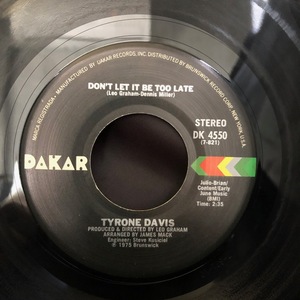 MARCA REGISTRADA · MANUFACTURED BY DAKAR RECORDS, INC. DISTRIBUTED BY BRUNSWICK RECORD CORP. NEW YORK, U.S.A.
DON'T LET IT BE TOO LATE
(Leo Graham-Dennis Miller)
STEREO
DK 4550
(7-821)
DAKAR
Julio-Brian/
Content/Early
June Music
(BMI)
Time: 2:35
TYRONE DAVIS
PRODUCED & DIRECTED BY LEO GRAHAM
ARRANGED BY JAMES MACK
Engineer: Steve Kusiciel
℗ 1975 Brunswick